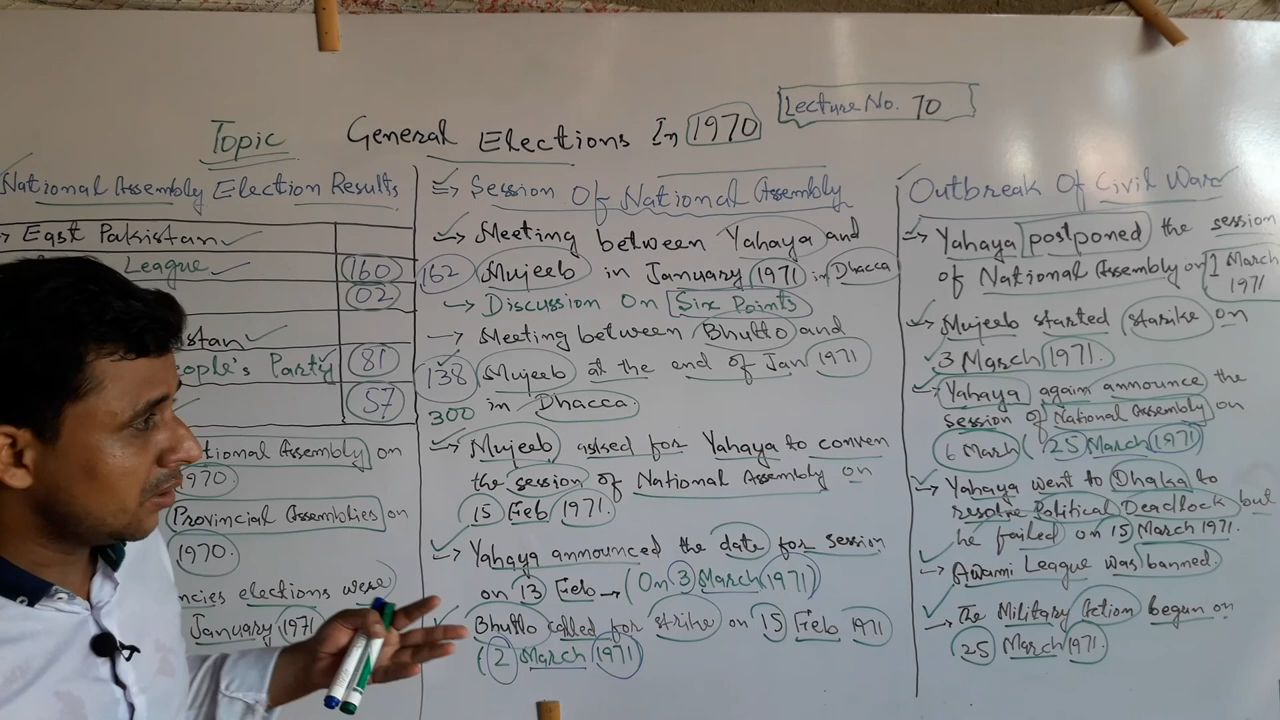 Lecture No. 70
Topic General Elections In 1970
National Assembly Election Results
East Pakistan
League 160
02
stan
eople's Party 81
57
tional Assembly on
1970.
Provincial Assemblies on
1970.
ncies elections were
January 1971
Session Of National Assembly
Meeting between Yahaya and
162 Mujeeb in January 1971 in Dhacca
Discussion On Six Points
Meeting between Bhutto and
138 Mujeeb at the end of Jan 1971
300 in Dhacca.
Mujeeb asked for Yahaya to conven
the session of National Assembly on
15 Feb 1971.
Yahaya announced the date for session
on 13 Feb → (On 3 March 1971)
Bhutto called for strike on 15 Feb 1971
(2 March 1971)
Outbreak Of Civil War
Yahaya postponed the session
of National Assembly on 1 March
1971
Mujeeb started starike on
3 March 1971.
Yahaya again announce the
session of National Assembly on
6 March (25 March 1971)
Yahaya went to Dhaka to
resolve Political Deadlock but
he failed on 15 March 1971.
Awami League was banned.
The Military Action begun on
25 March 1971.